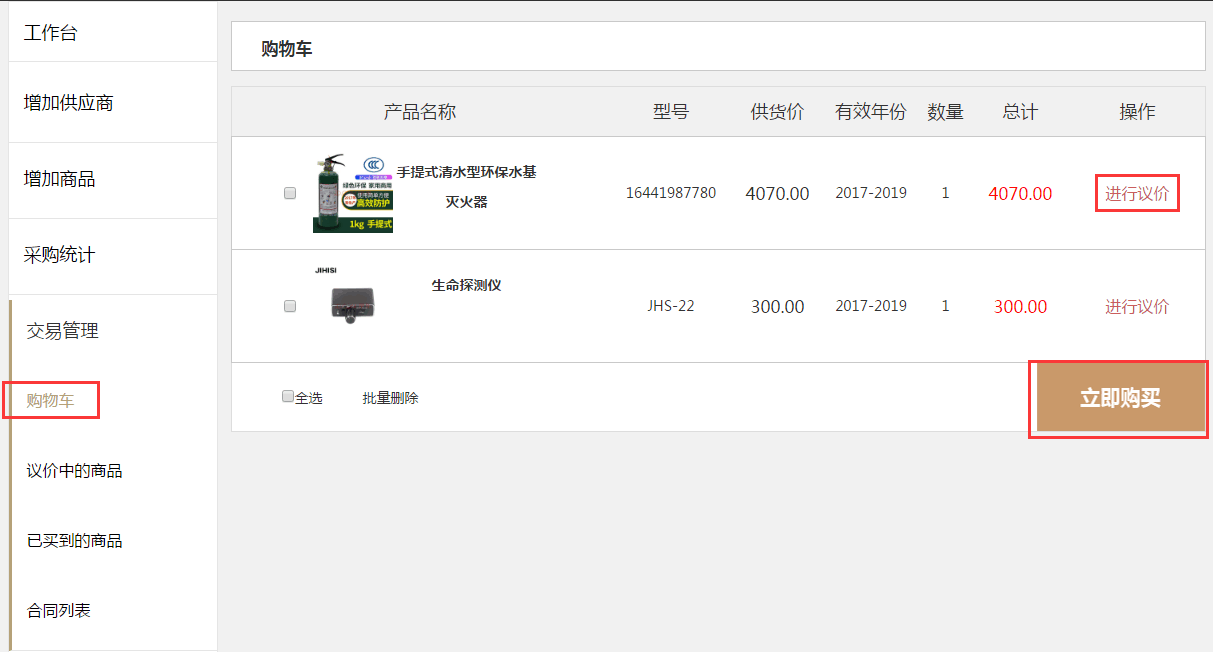 工作台
增加供应商
增加商品
采购统计
交易管理
购物车
议价中的商品
已买到的商品
合同列表
购物车
产品名称 型号 供货价 有效年份 数量 总计 操作
手提式清水型环保水基
灭火器
绿色环保 家用商用
使用简单方便
高效防护
1kg 手提式
16441987780 4070.00 2017-2019 1 4070.00 进行议价
JIHISI
生命探测仪
JHS-22 300.00 2017-2019 1 300.00 进行议价
全选 批量删除
立即购买